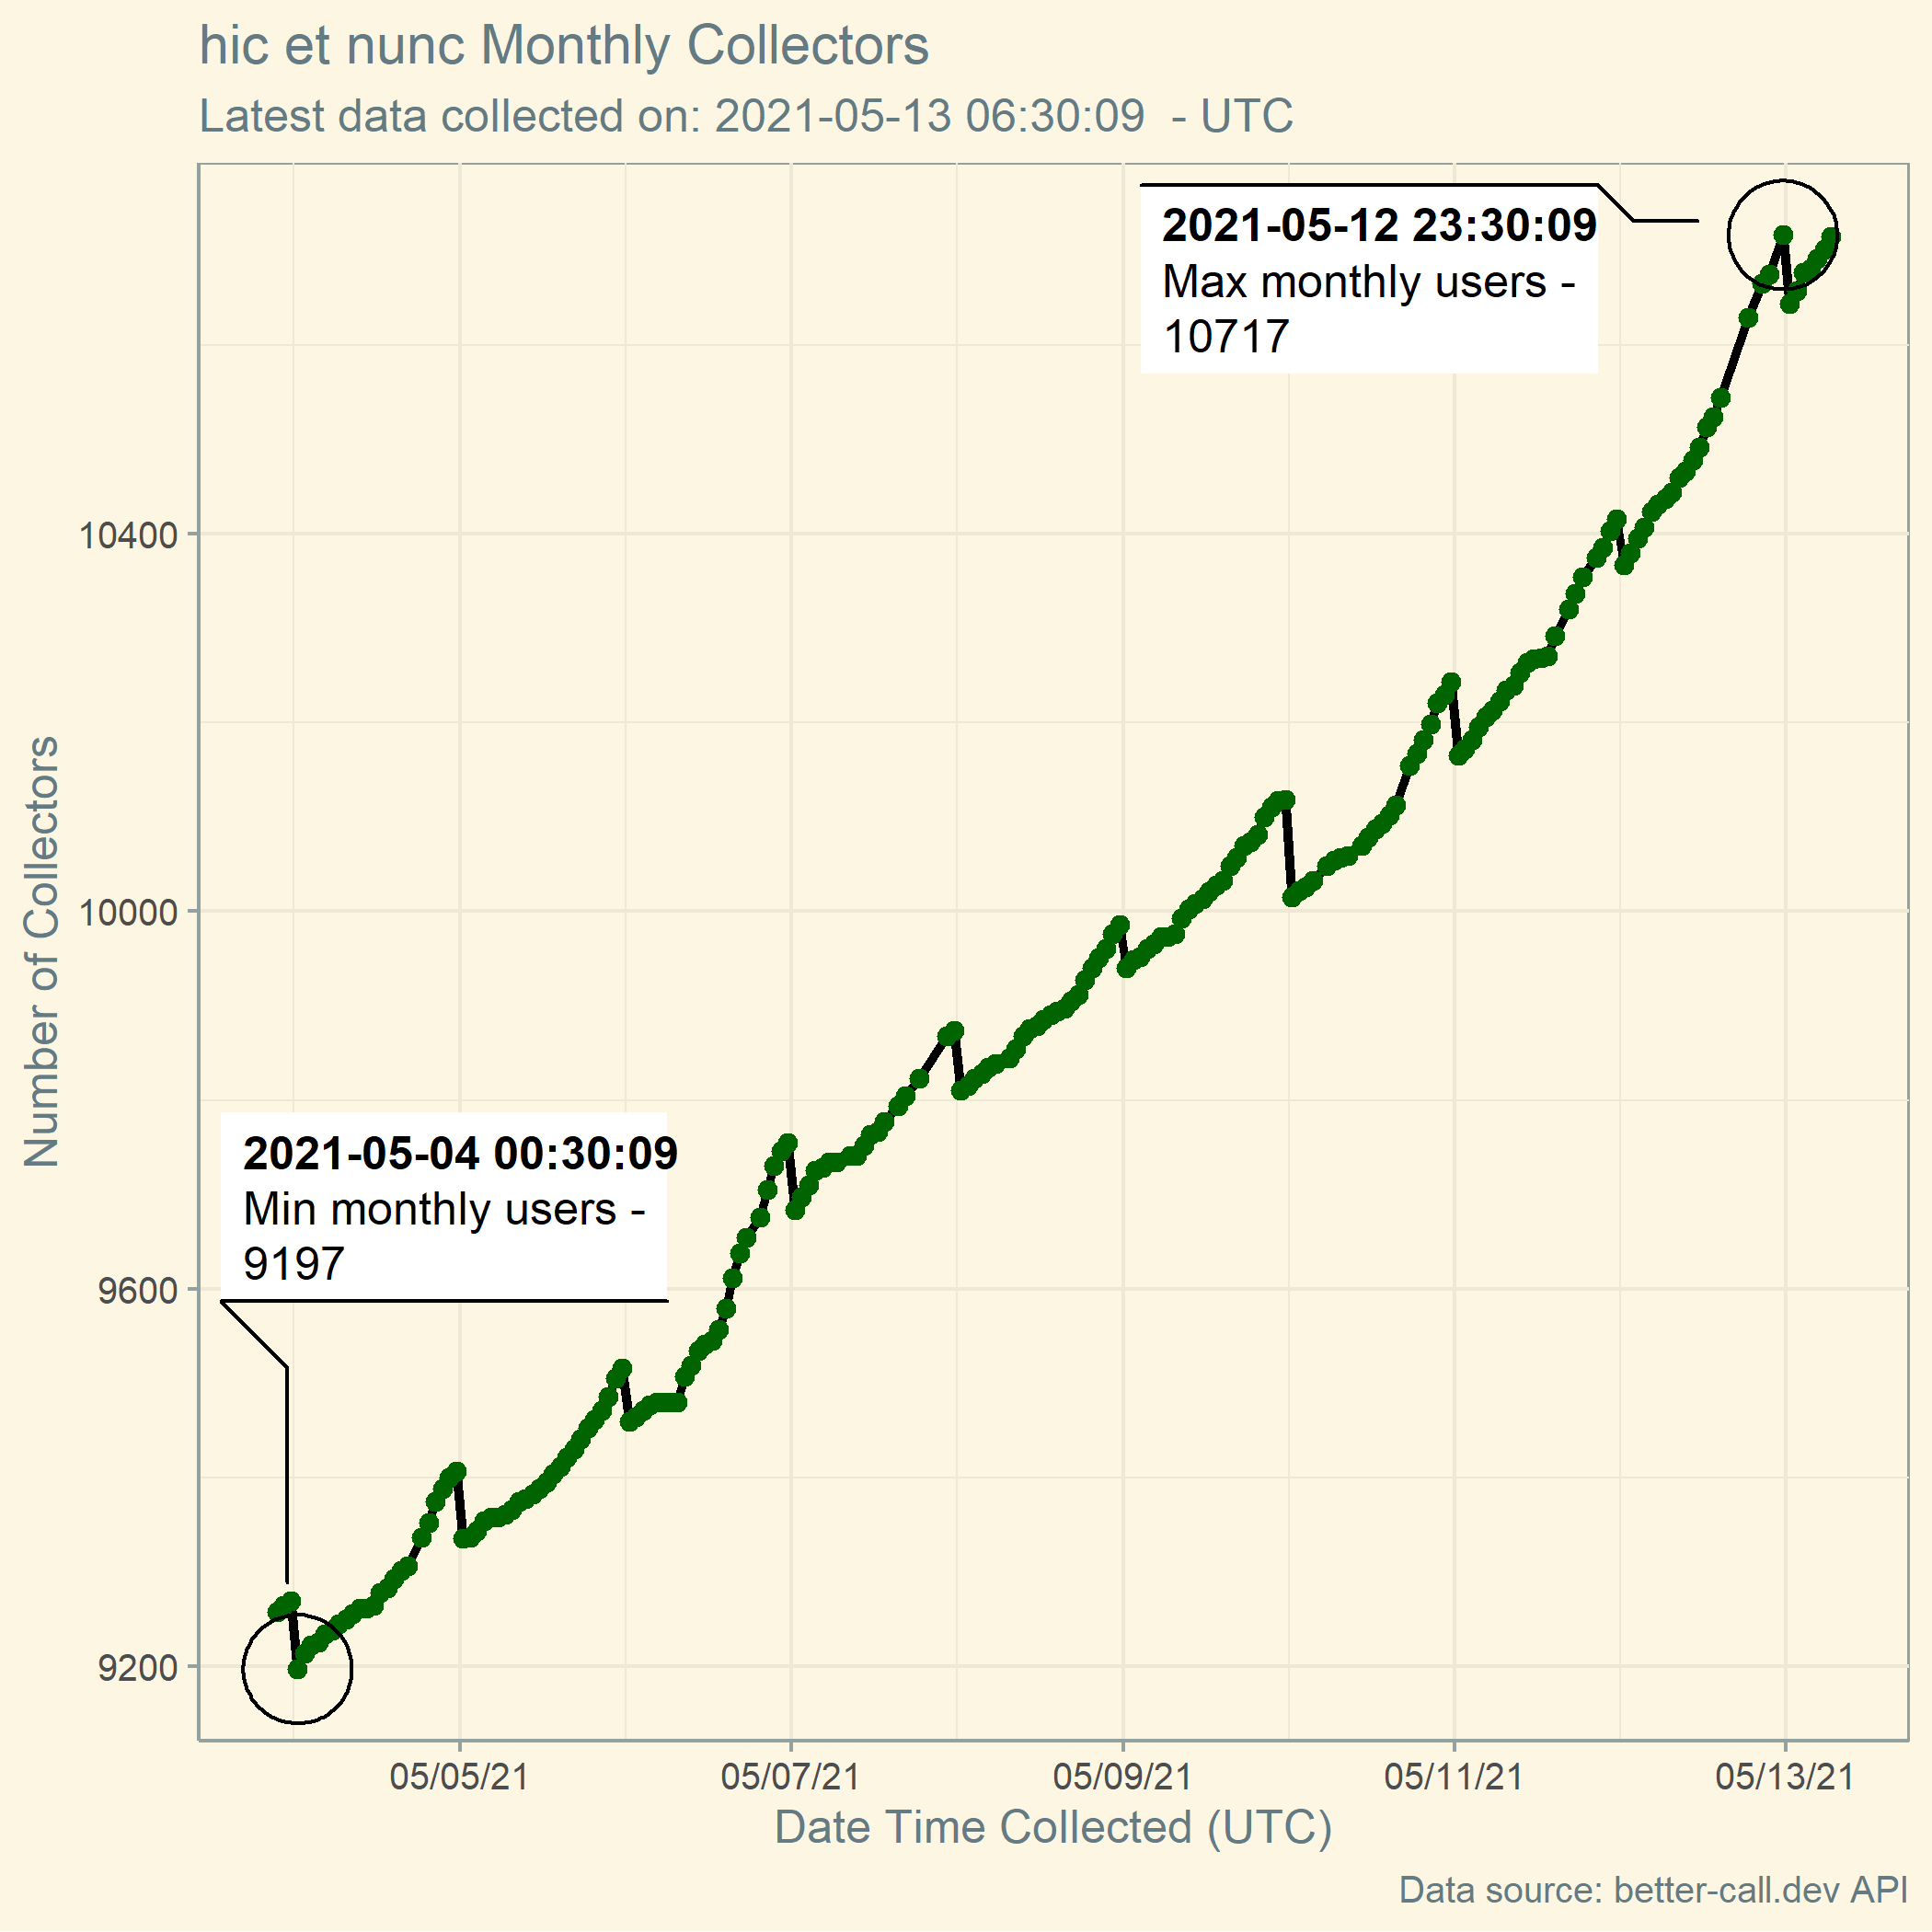 hic et nunc Monthly Collectors
Latest data collected on: 2021-05-13 06:30:09  - UTC
2021-05-12 23:30:09
Max monthly users -
10717
10400
10000
9600
9200
Number of Collectors
2021-05-04 00:30:09
Min monthly users -
9197
05/05/21
05/07/21
05/09/21
05/11/21
05/13/21
Date Time Collected (UTC)
Data source: better-call.dev API